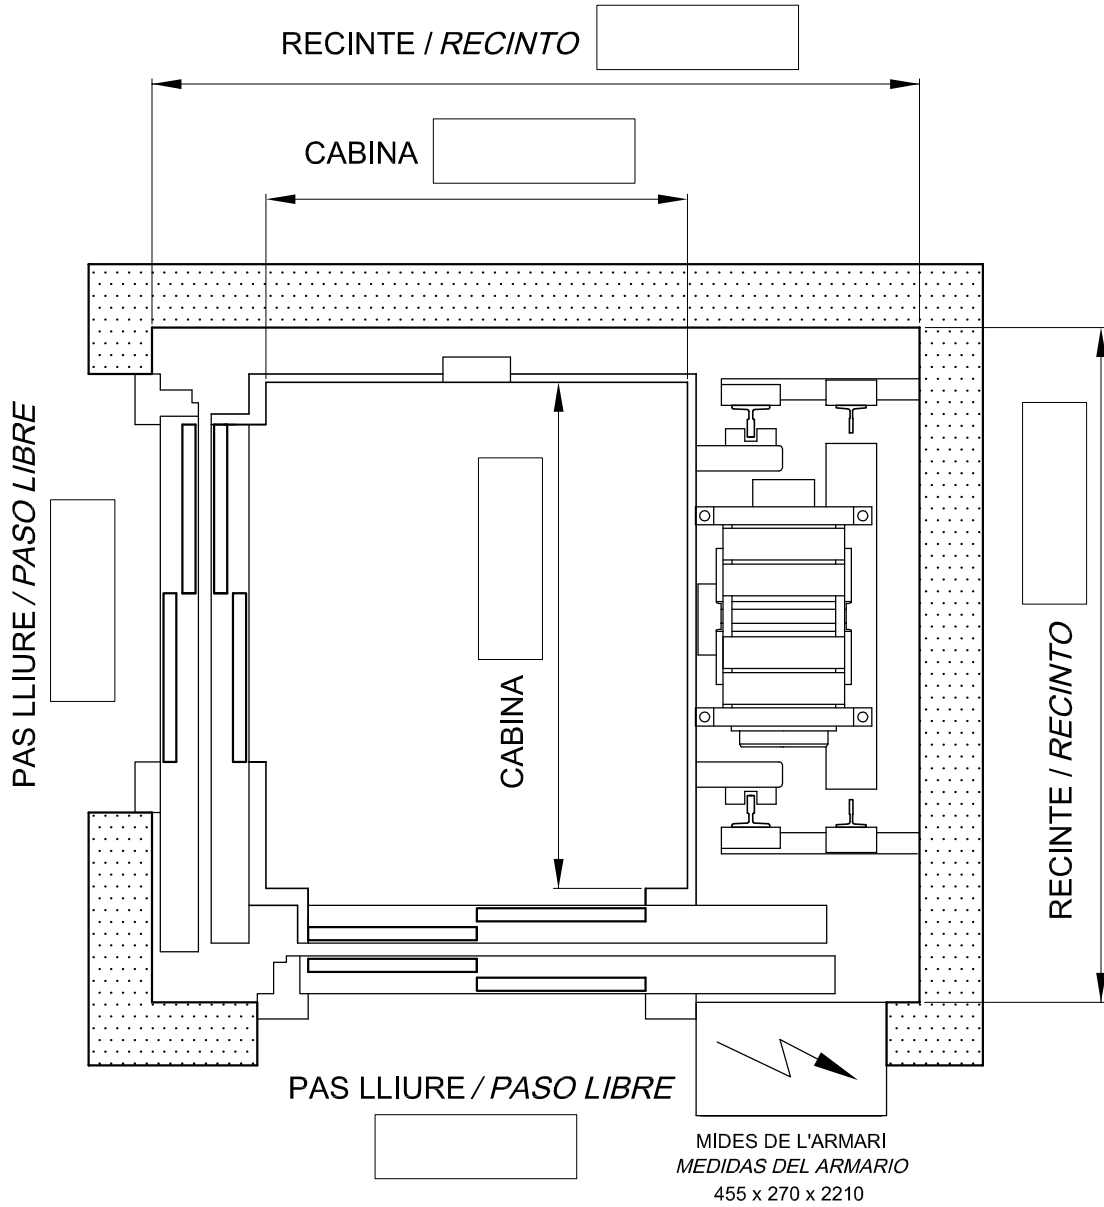 RECINTE / RECINTO
CABINA
PAS LLIURE / PASO LIBRE
CABINA
RECINTE / RECINTO
PAS LLIURE / PASO LIBRE
MIDES DE L'ARMARI
MEDIDAS DEL ARMARIO
455 x 270 x 2210